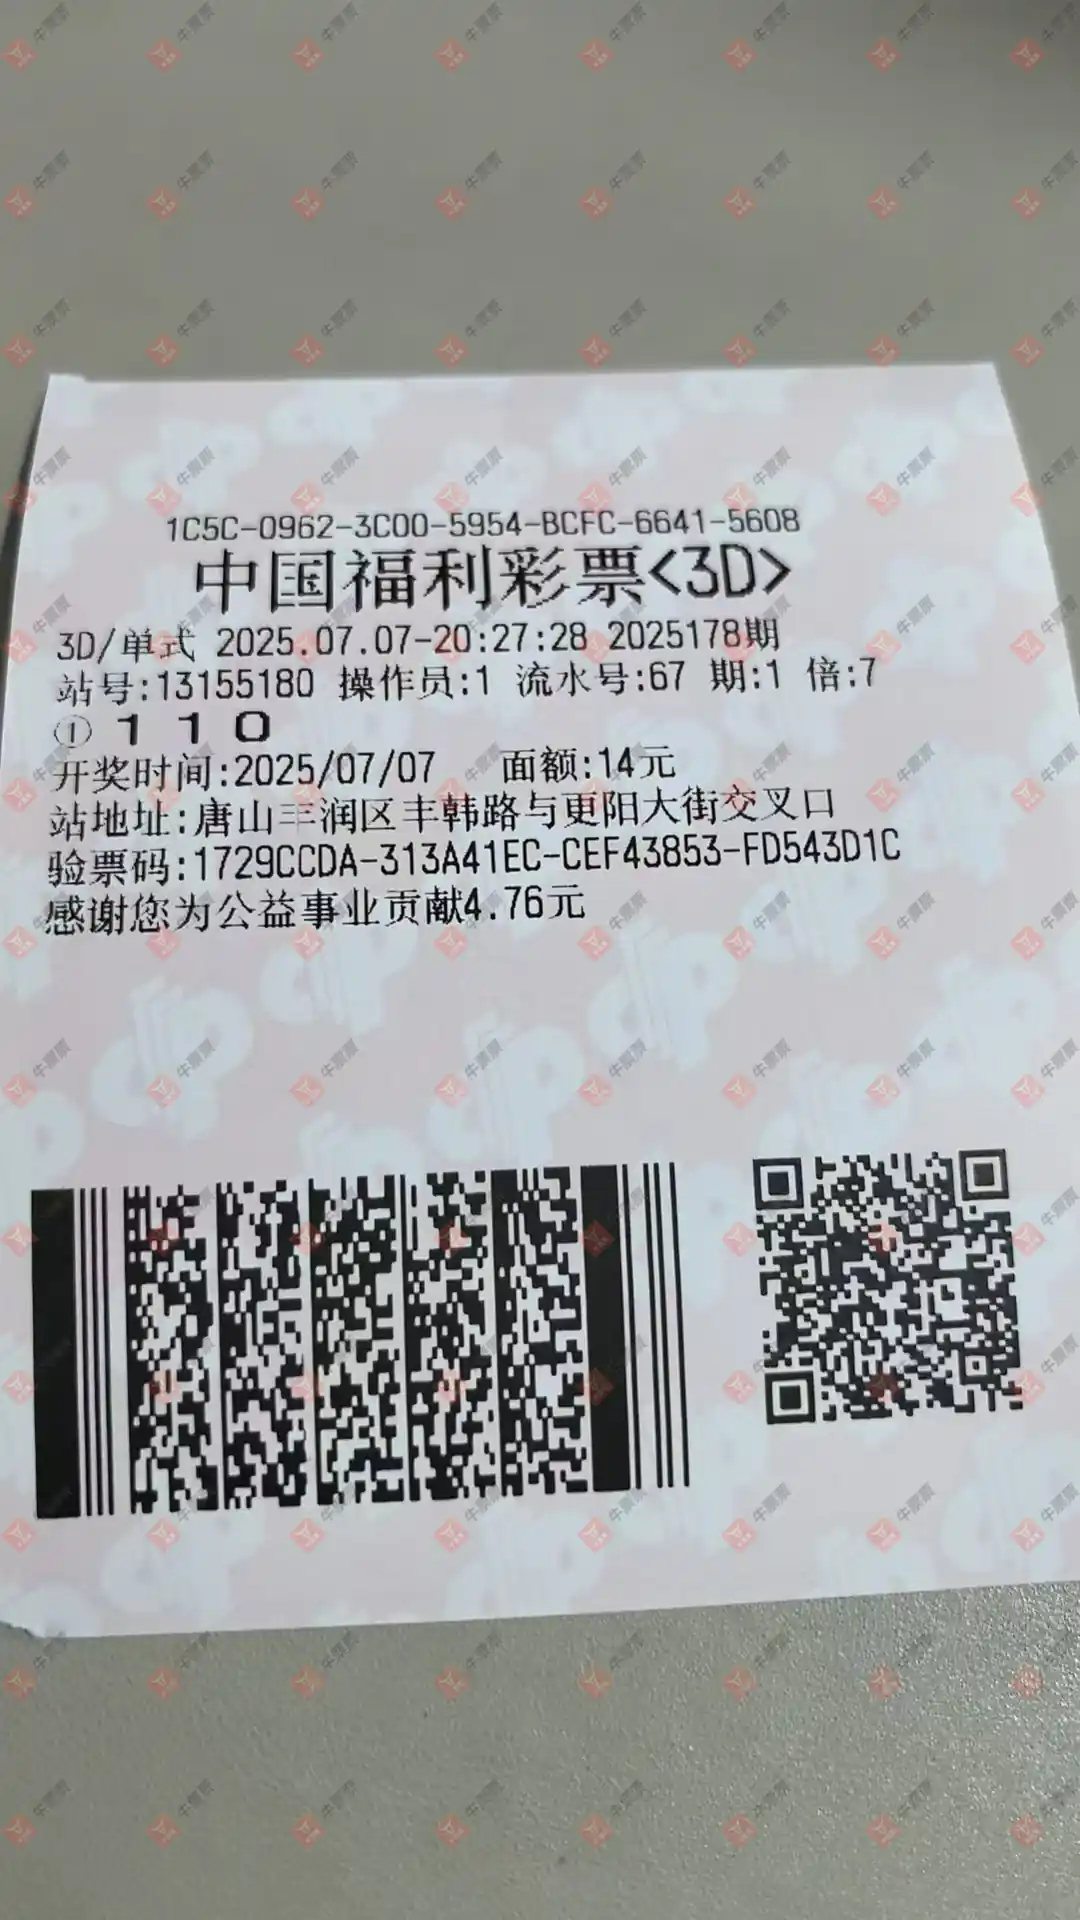 1C5C-0962-3C00-5954-BCFC-6641-5608
中国福利彩票<3D>
3D/单式 2025.07.07-20:27:28 2025178期
站号:13155180 操作员:1 流水号:67 期:1 倍:7
① 1 1 0
开奖时间:2025/07/07 面额:14元
站地址:唐山丰润区丰韩路与更阳大街交叉口
验票码:1729CCDA-313A41EC-CEF43853-FD543D1C
感谢您为公益事业贡献4.76元
牛票票